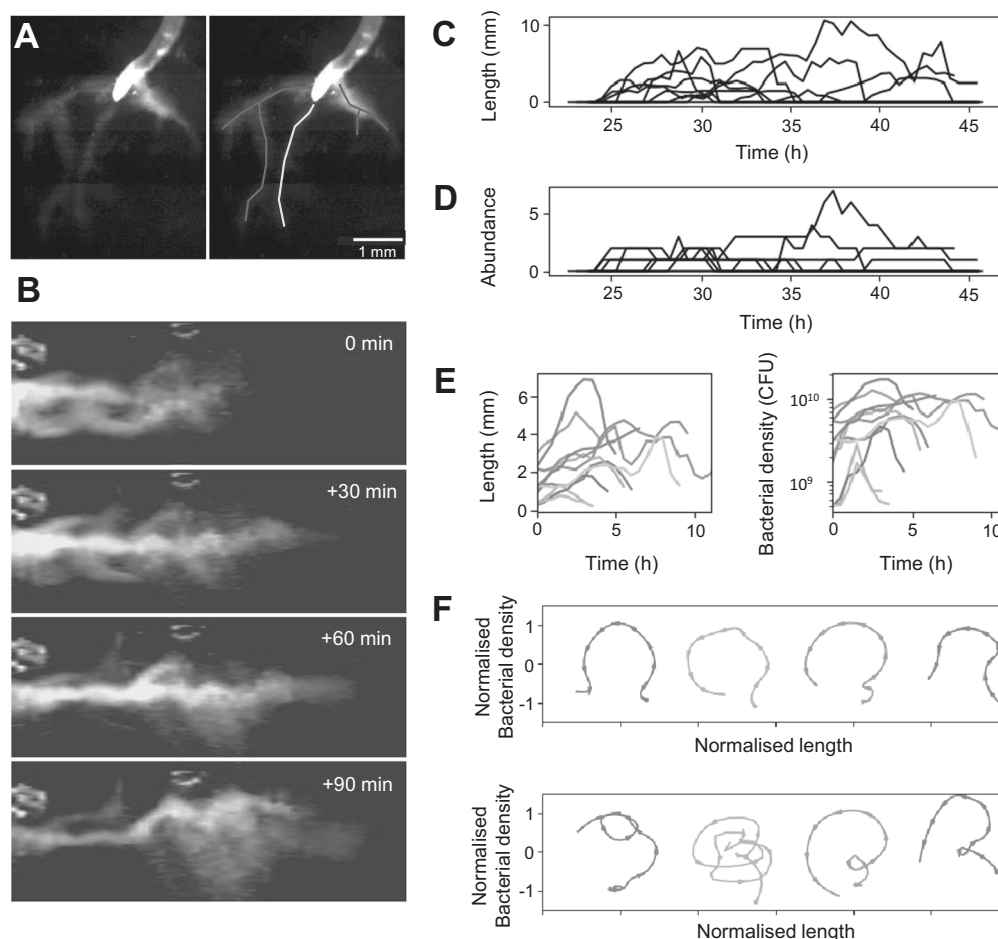 A
1 mm
B
0 min
+30 min
+60 min
+90 min
C
Length (mm)
10
0
25
30
35
40
45
Time (h)
D
Abundance
5
0
25
30
35
40
45
Time (h)
E
Length (mm)
6
4
2
0
0
5
10
Time (h)
Bacterial density (CFU)
10¹⁰
10⁹
0
5
10
Time (h)
F
Normalised
Bacterial density
1
0
-1
Normalised length
Normalised
Bacterial density
1
0
-1
Normalised length